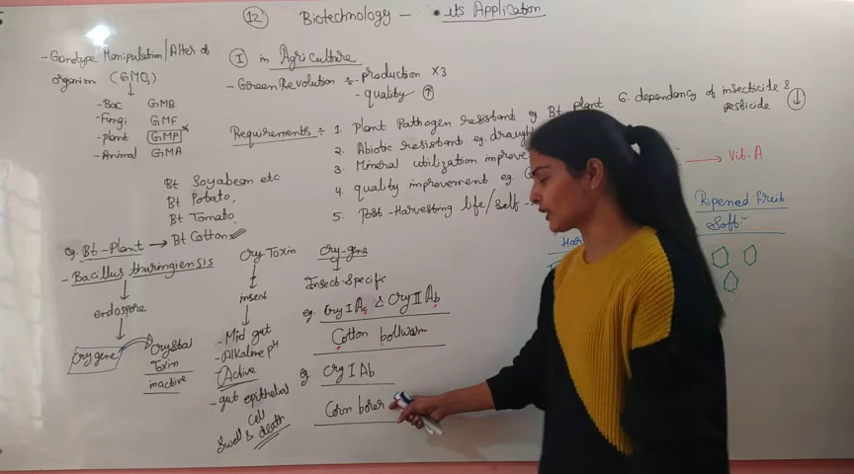 12. Biotechnology – its Application
- Genotype Manipulation/Alter of
organism (GMO)
- Bac GMB
- Fungi GMF
- plant GMP
- Animal GMA
Bt Soyabean etc
Bt Potato,
Bt Tomato,
eg. Bt-Plant → Bt Cotton
- Bacillus thuringiensis
endospore
Cry gene
Crystal
Toxin
inactive
Cry Toxin
insect
- Mid gut
- Alkaline pH
Active
- gut epithelial
cell
swell & death
I in Agriculture
- Green Revolution ÷ - production x3
- quality ↑
Requirements ÷ 1. Plant Pathogen resistant eg Bt Plant
2. Abiotic resistant eg.
3. Mineral utilization improve
4. quality improvement eg.
5. Post-Harvesting life/
6. dependency of insecticide &
pesticide ↓
→ Vit-A
Ripened fruit
Soft
cry-gene
Insect-Specific
eg. Cry I Ac & Cry II Ab
Cotton bollworm
eg Cry I Ab
Corn borer